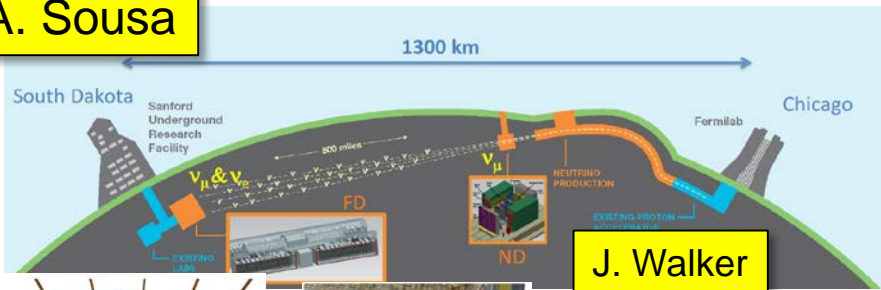 A. Sousa
1300 km
South Dakota
Sanford
Underground
Research
Facility
Chicago
Fermilab
800 miles
νμ & νe
νμ
NEUTRINO
PRODUCTION
FD
EXISTING PROTON
ACCELERATOR
EXISTING
LABS
ND
J. Walker